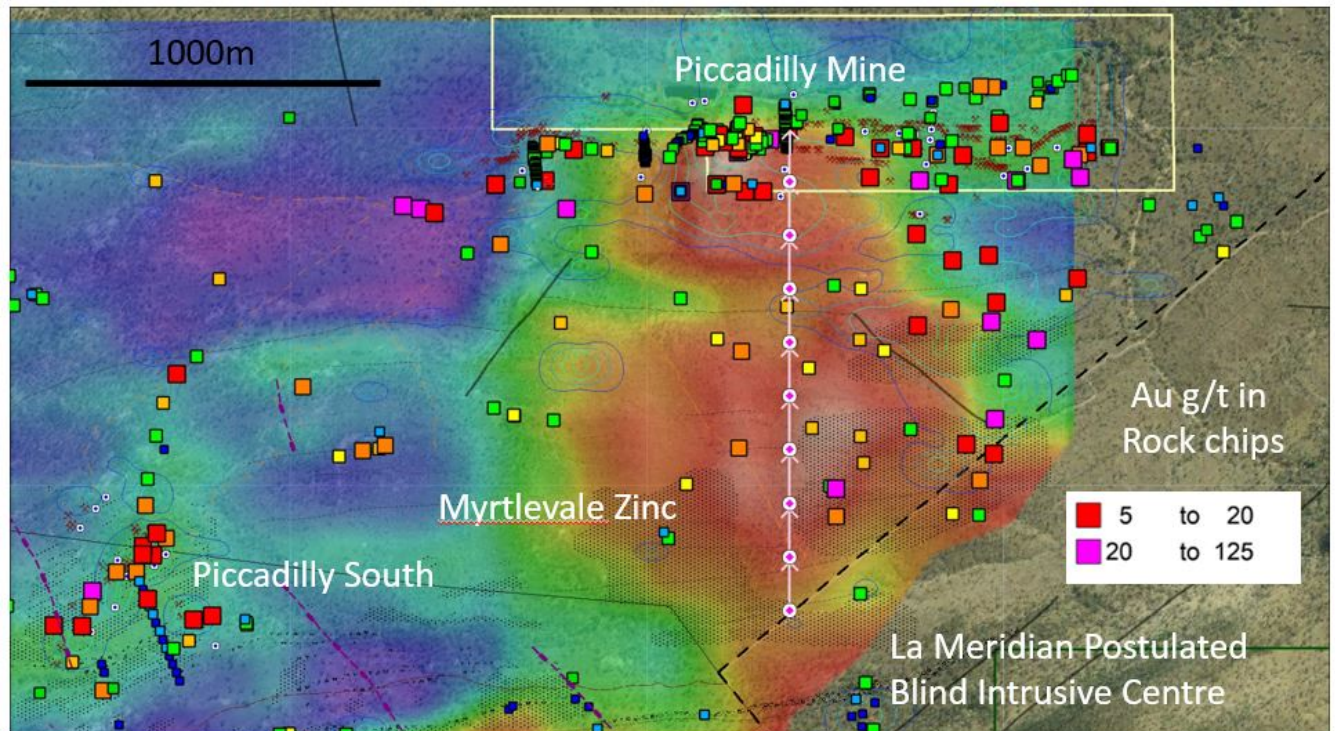 1000m
Piccadilly Mine
Au g/t in
Rock chips
5 to 20
20 to 125
Myrtlevale Zinc
Piccadilly South
La Meridian Postulated
Blind Intrusive Centre